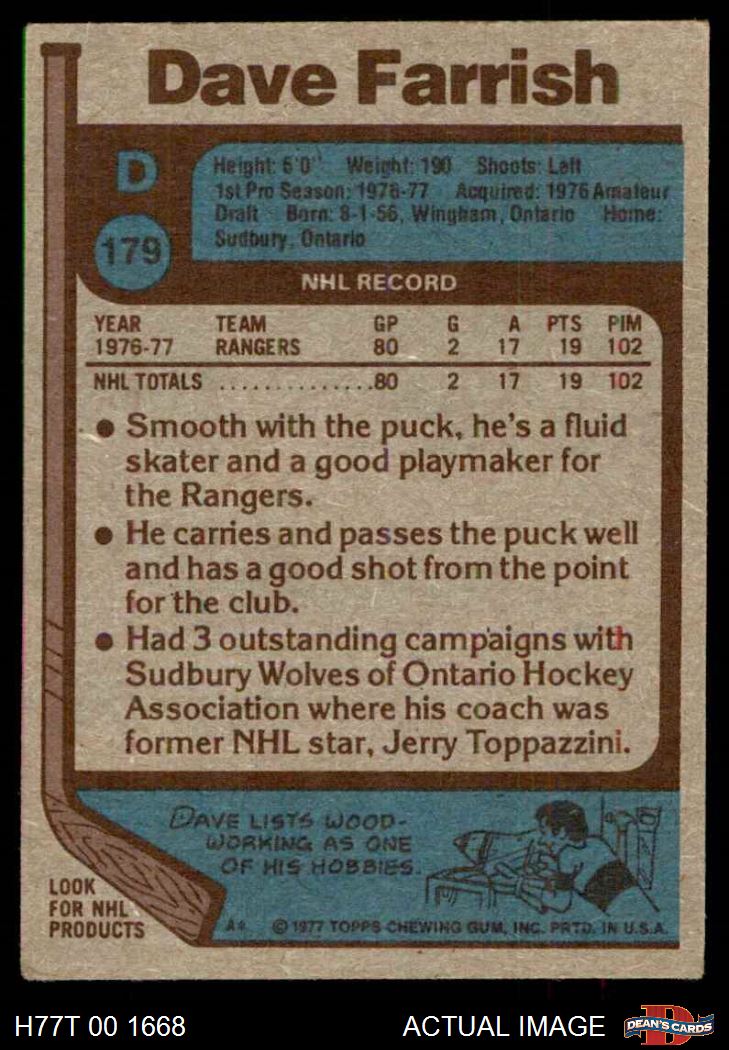 Dave Farrish
D
179
Height: 6'0" Weight: 190 Shoots: Left
1st Pro Season: 1976-77 Acquired: 1976 Amateur
Draft Born: 8-1-56, Wingham, Ontario Home:
Sudbury, Ontario
NHL RECORD
YEAR TEAM GP G A PTS PIM
1976-77 RANGERS 80 2 17 19 102
NHL TOTALS ..............80 2 17 19 102
● Smooth with the puck, he's a fluid
skater and a good playmaker for
the Rangers.
● He carries and passes the puck well
and has a good shot from the point
for the club.
● Had 3 outstanding campaigns with
Sudbury Wolves of Ontario Hockey
Association where his coach was
former NHL star, Jerry Toppazzini.
DAVE LISTS WOOD-
WORKING AS ONE
OF HIS HOBBIES.
LOOK
FOR NHL
PRODUCTS
A* © 1977 TOPPS CHEWING GUM, INC. PRTD. IN U.S.A.
H77T 00 1668 ACTUAL IMAGE
D
DEAN'S CARDS